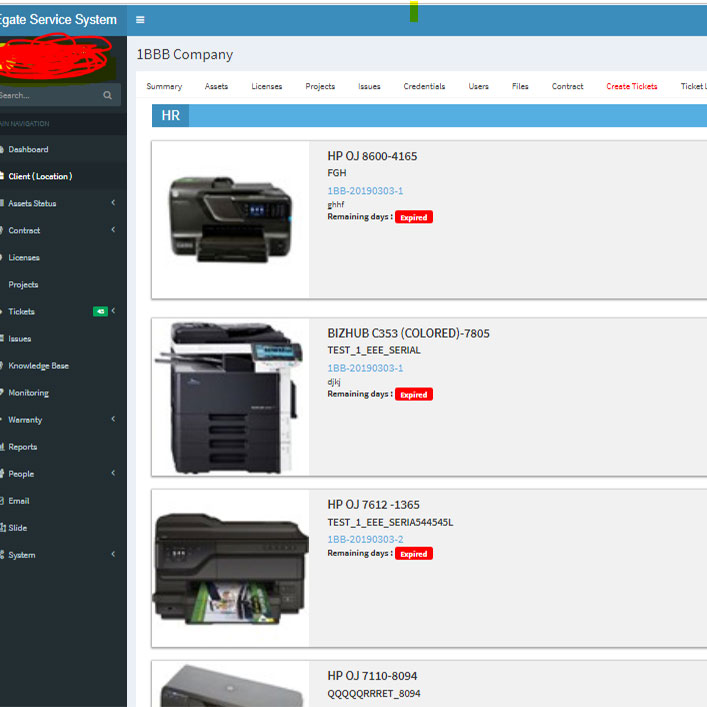 Egate Service System
1BBB Company
Search...
MAIN NAVIGATION
Dashboard
Client ( Location )
Assets Status
Contract
Licenses
Projects
Tickets
Issues
Knowledge Base
Monitoring
Warranty
Reports
People
Email
Slide
System
Summary Assets Licenses Projects Issues Credentials Users Files Contract Create Tickets Ticket L
HR
HP OJ 8600-4165
FGH
1BB-20190303-1
ghhf
Remaining days : Expired
BIZHUB C353 (COLORED)-7805
TEST_1_EEE_SERIAL
1BB-20190303-1
djkj
Remaining days : Expired
HP OJ 7612 -1365
TEST_1_EEE_SERIA544545L
1BB-20190303-2
Remaining days : Expired
HP OJ 7110-8094
QQQQQRRRET_8094